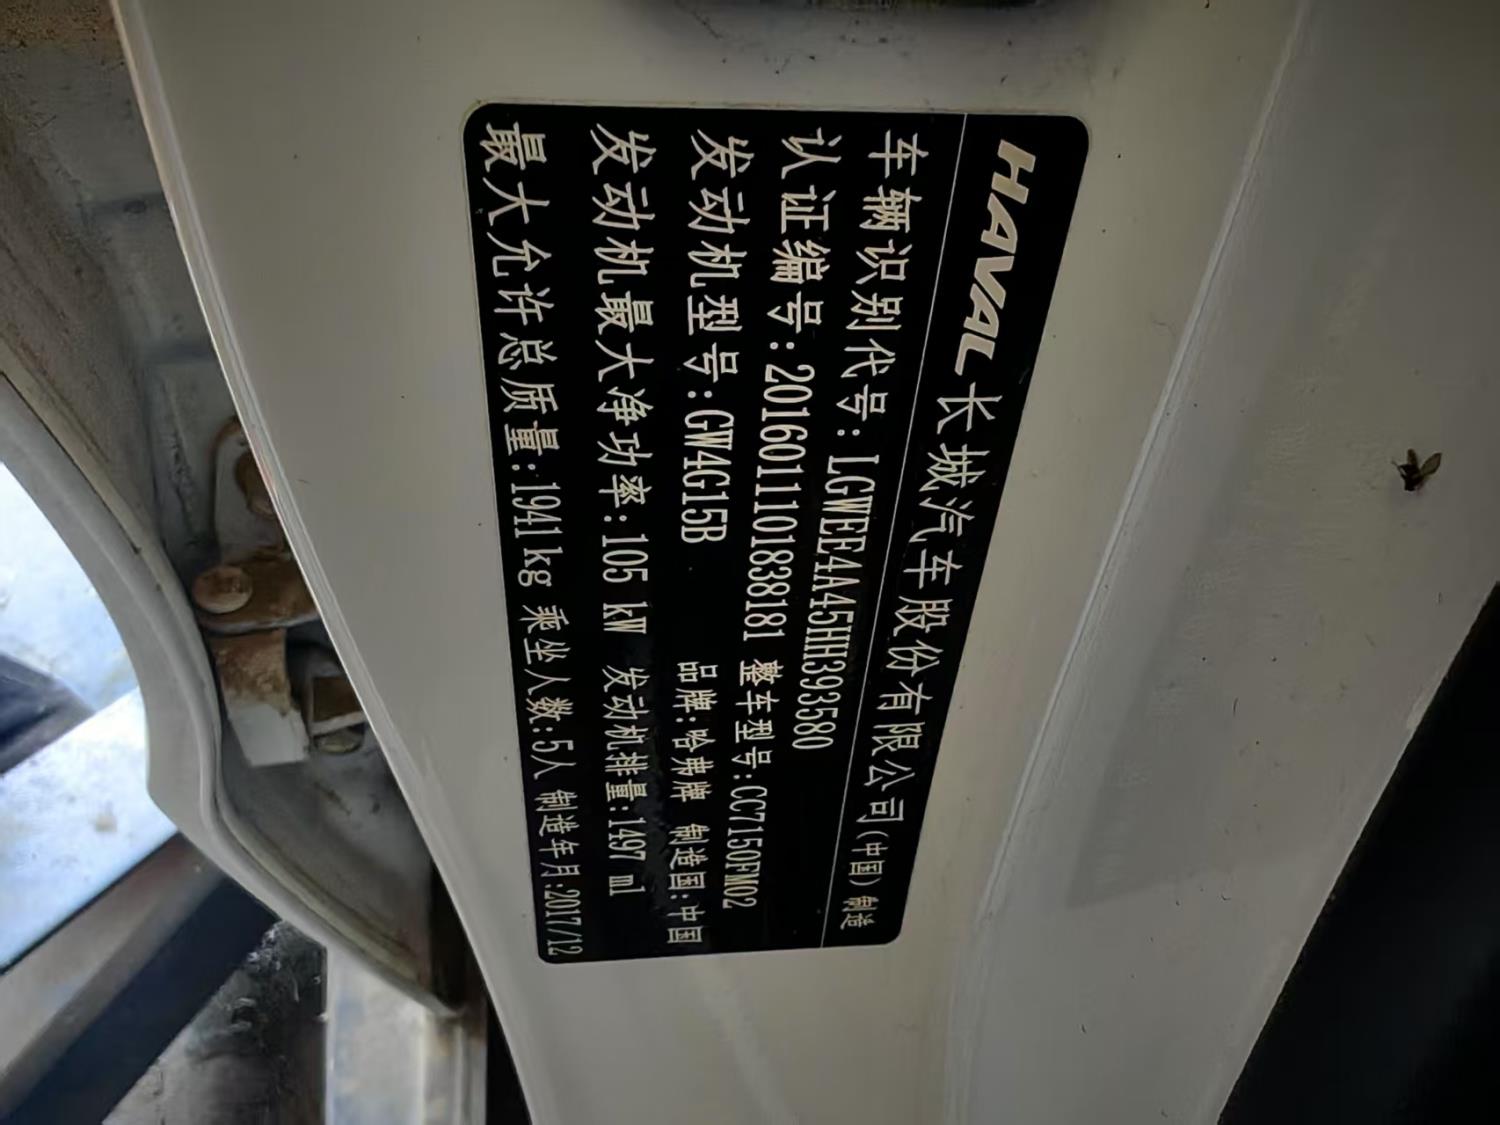 HAVAL 长城汽车股份有限公司(中国)制造
车辆识别代号:LGWEE4A45HH393580
认证编号:2016011101838181 整车型号:CC7150FM02
发动机型号:GW4G15B 品牌:哈弗牌 制造国:中国
发动机最大净功率:105 kW 发动机排量:1497 ml
最大允许总质量:1941kg 乘坐人数:5人 制造年月:2017/12